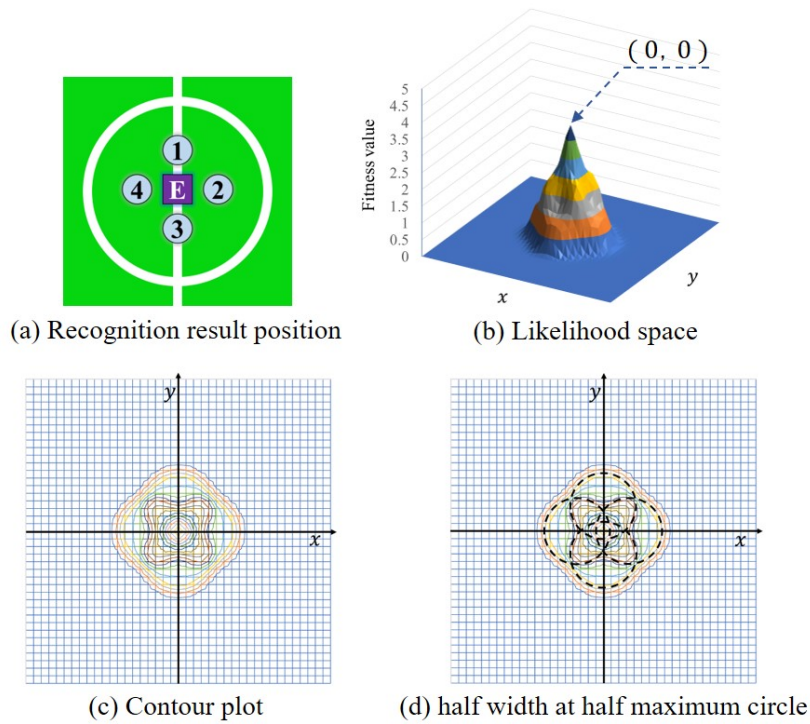 1
4
E
2
3
(a) Recognition result position
(0, 0)
Fitness value
5
4.5
4
3.5
3
2.5
2
1.5
1
0.5
0
x
y
(b) Likelihood space
y
x
(c) Contour plot
y
x
(d) half width at half maximum circle